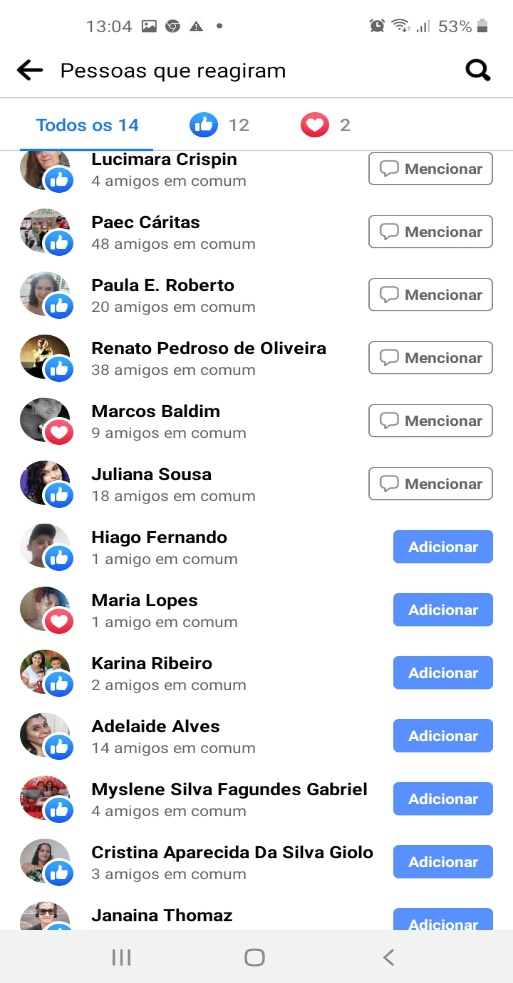 13:04
53%
Pessoas que reagiram
Todos os 14
12
2
Lucimara Crispin
4 amigos em comum
Mencionar
Paec Cáritas
48 amigos em comum
Mencionar
Paula E. Roberto
20 amigos em comum
Mencionar
Renato Pedroso de Oliveira
38 amigos em comum
Mencionar
Marcos Baldim
9 amigos em comum
Mencionar
Juliana Sousa
18 amigos em comum
Mencionar
Hiago Fernando
1 amigo em comum
Adicionar
Maria Lopes
1 amigo em comum
Adicionar
Karina Ribeiro
2 amigos em comum
Adicionar
Adelaide Alves
14 amigos em comum
Adicionar
Myslene Silva Fagundes Gabriel
4 amigos em comum
Adicionar
Cristina Aparecida Da Silva Giolo
3 amigos em comum
Adicionar
Janaina Thomaz
Adicionar